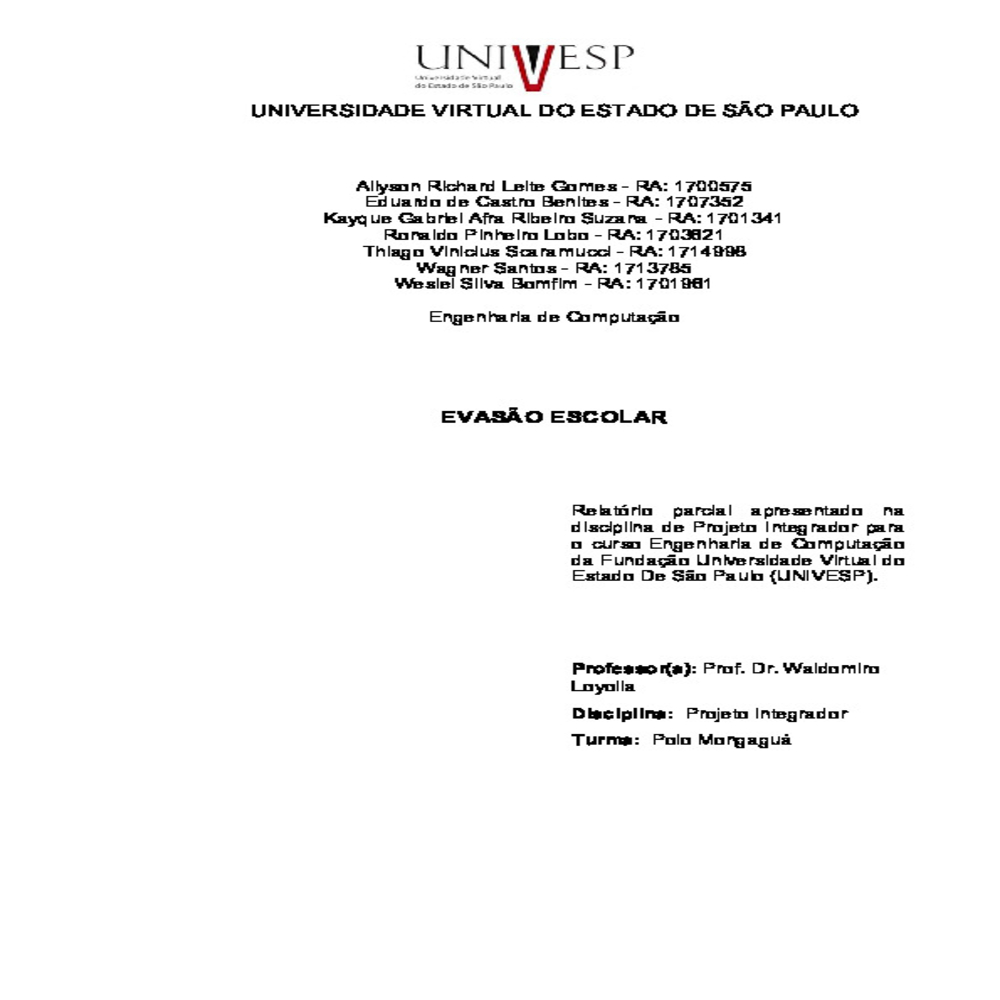 UNIVESP
Universidade Virtual
do Estado de São Paulo
UNIVERSIDADE VIRTUAL DO ESTADO DE SÃO PAULO
Allyson Richard Leite Gomes - RA: 1700575
Eduardo de Castro Benites - RA: 1707352
Kayque Gabriel Afra Ribeiro Suzana - RA: 1701341
Ronaldo Pinheiro Lobo - RA: 1703621
Thiago Vinicius Scaramucci - RA: 1714998
Wagner Santos - RA: 1713785
Weslei Silva Bomfim - RA: 1701961
Engenharia de Computação
EVASÃO ESCOLAR
Relatório parcial apresentado na
disciplina de Projeto Integrador para
o curso Engenharia de Computação
da Fundação Universidade Virtual do
Estado De São Paulo (UNIVESP).
Professor(a): Prof. Dr. Waldomiro
Loyolla
Disciplina: Projeto Integrador
Turma: Polo Mongaguá